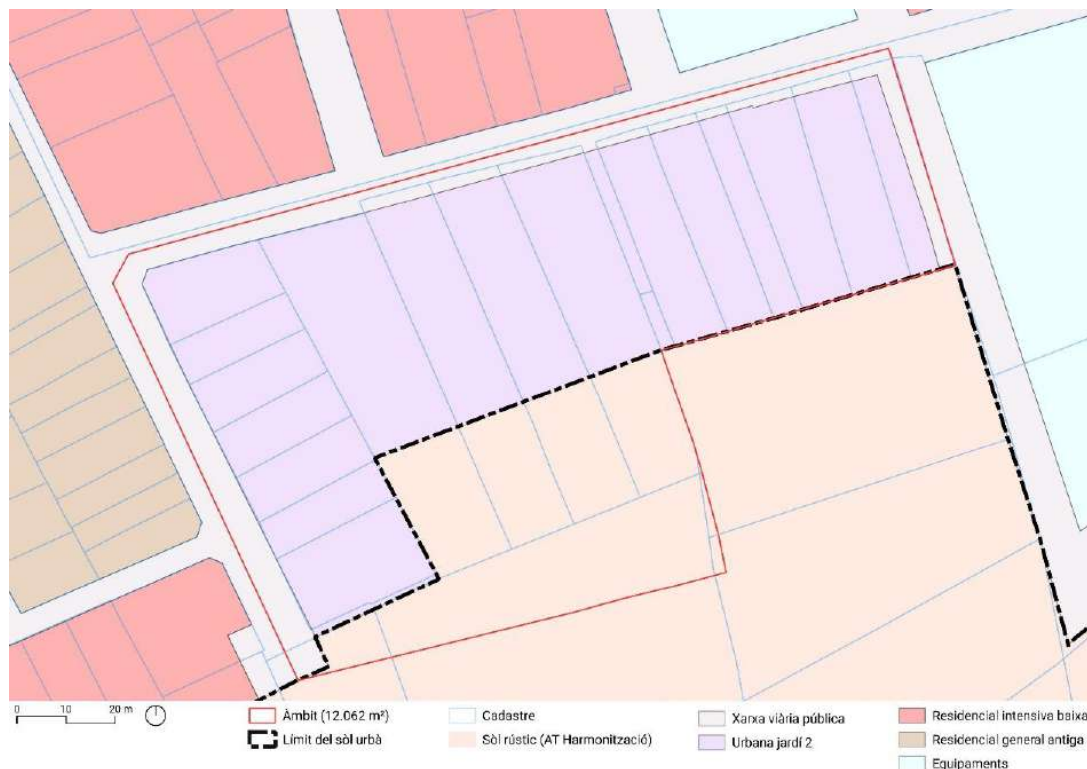 0 10 20 m
Àmbit (12.062 m²)
Límit del sòl urbà
Cadastre
Sòl rústic (AT Harmonització)
Xarxa viària pública
Urbana jardí 2
Residencial intensiva baixa
Residencial general antiga
Equipaments